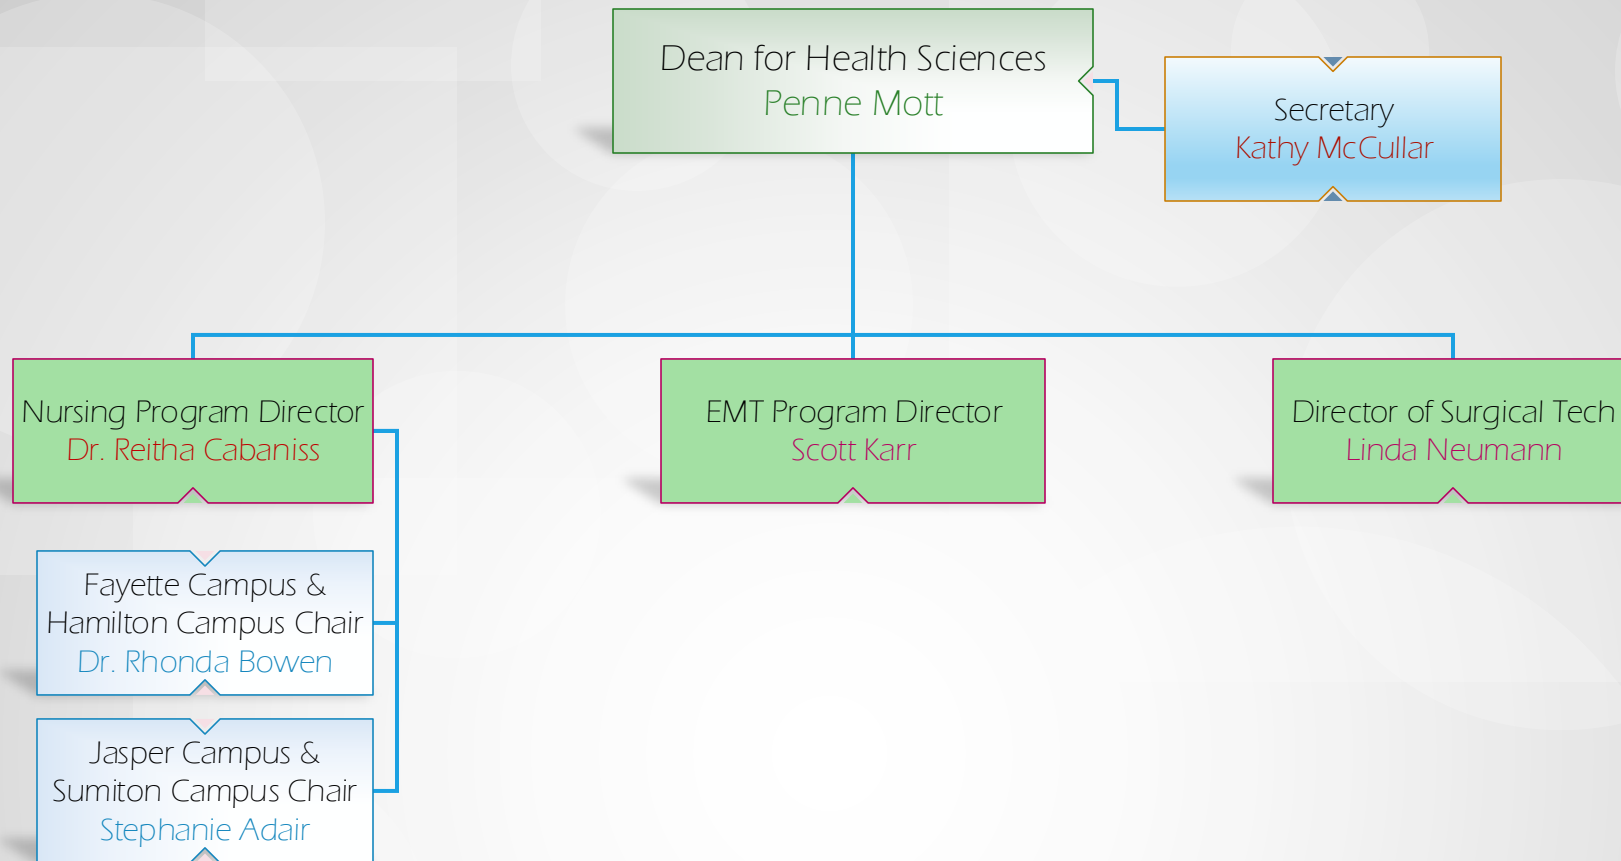 Dean for Health Sciences
Penne Mott
Secretary
Kathy McCullar
Nursing Program Director
Dr. Reitha Cabaniss
EMT Program Director
Scott Karr
Director of Surgical Tech
Linda Neumann
Fayette Campus &
Hamilton Campus Chair
Dr. Rhonda Bowen
Jasper Campus &
Sumiton Campus Chair
Stephanie Adair